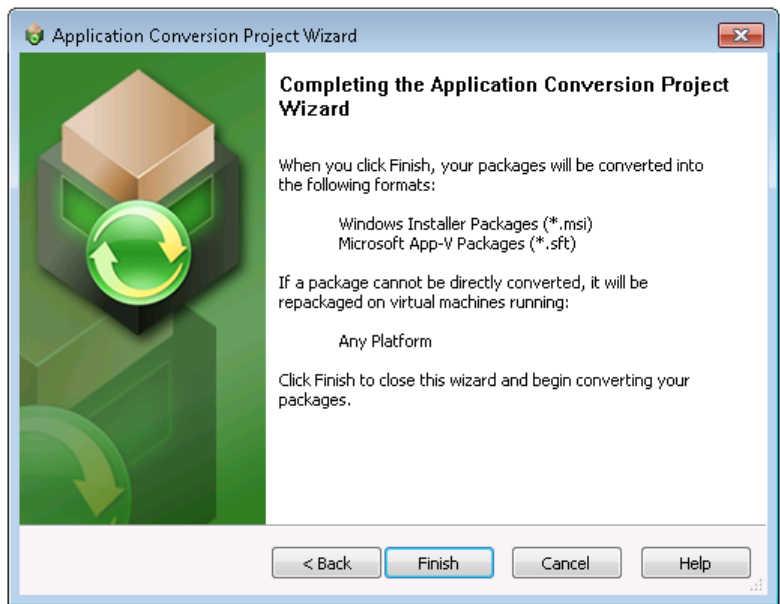 Application Conversion Project Wizard
Completing the Application Conversion Project
Wizard
When you click Finish, your packages will be converted into
the following formats:
Windows Installer Packages (*.msi)
Microsoft App-V Packages (*.sft)
If a package cannot be directly converted, it will be
repackaged on virtual machines running:
Any Platform
Click Finish to close this wizard and begin converting your
packages.
< Back Finish Cancel Help